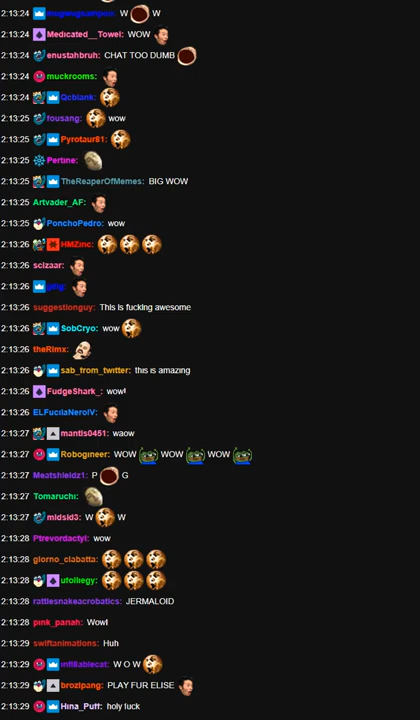 2:13:24 W W
2:13:24 Medicated__Towel: WOW
2:13:24 enustahbruh: CHAT TOO DUMB
2:13:24 muckrooms:
2:13:24 Qcblank:
2:13:25 fousang: wow
2:13:25 Pyrotaur81:
2:13:25 Pertine:
2:13:25 TheReaperOfMemes: BIG WOW
2:13:25 Artvader_AF:
2:13:25 PonchoPedro: wow
2:13:26 HMZinc:
2:13:26 scizaar:
2:13:26
2:13:26 suggestionguy: This is fucking awesome
2:13:26 SobCryo: wow
2:13:26 theRimx:
2:13:26 sab_from_twitter: this is amazing
2:13:26 FudgeShark_: wow!
2:13:26 ELFucilaNeroIV:
2:13:27 mantis0451: waow
2:13:27 Robogineer: WOW WOW WOW
2:13:27 Meatshieldz1: P G
2:13:27 Tomaruchi:
2:13:27 midsid3: W W
2:13:28 Ptrevordactyl: wow
2:13:28 giorno_ciabatta:
2:13:28 ufoliegy:
2:13:28 rattlesnakeacrobatics: JERMALOID
2:13:28 pink_pariah: Wow!
2:13:29 swiftanimations: Huh
2:13:29 infillablecat: W O W
2:13:29 brozipang: PLAY FUR ELISE
2:13:29 Hina_Puff: holy fuck